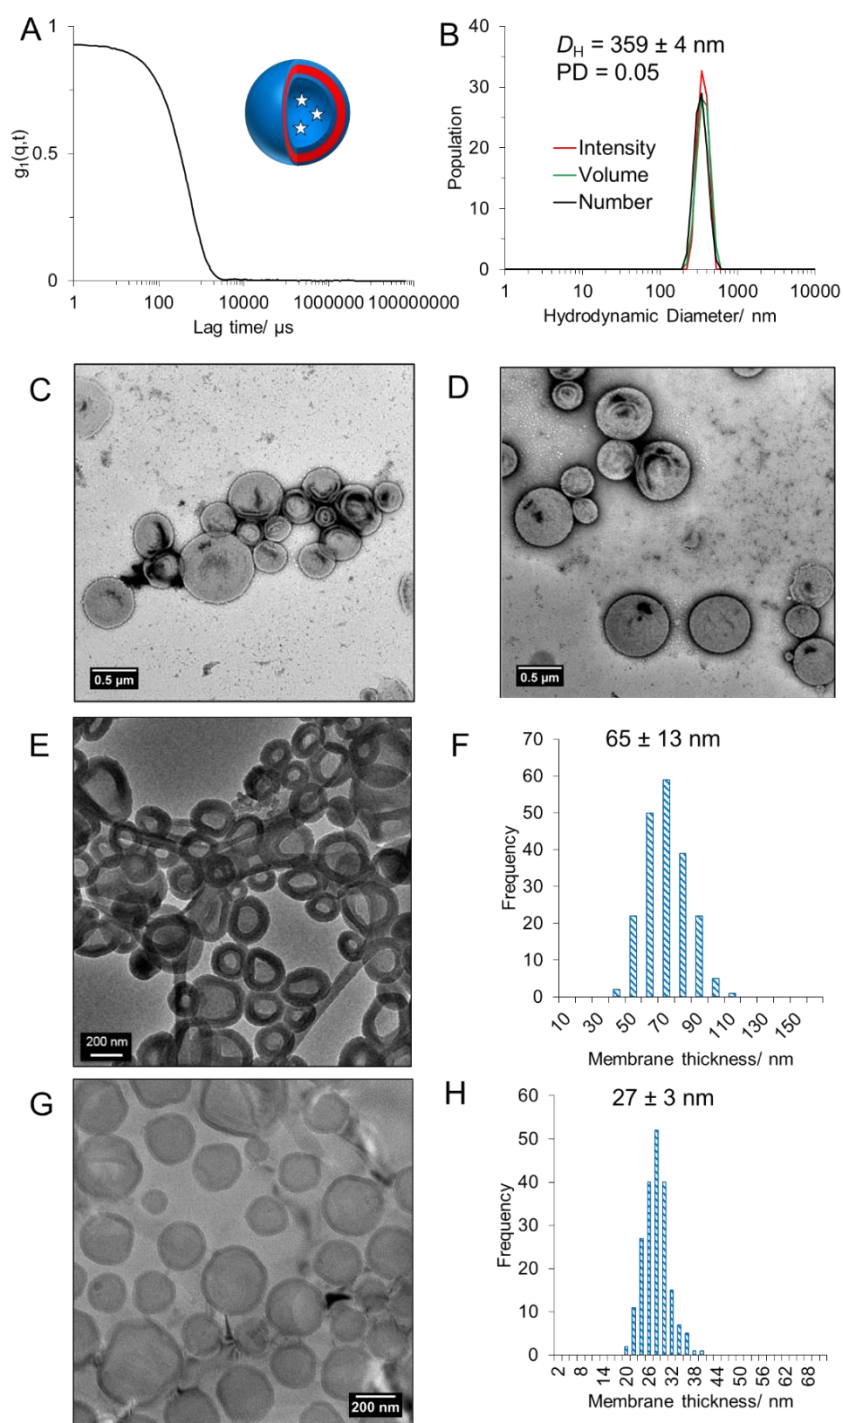 A
1
0.5
0
g₁(q,t)
1 100 10000 1000000 100000000
Lag time/ µs
B
D_H = 359 ± 4 nm
PD = 0.05
40
30
20
10
0
Population
Intensity
Volume
Number
1 10 100 1000 10000
Hydrodynamic Diameter/ nm
C
0.5 µm
D
0.5 µm
E
200 nm
F
65 ± 13 nm
70
60
50
40
30
20
10
0
Frequency
10 30 50 70 90 110 130 150
Membrane thickness/ nm
G
200 nm
H
27 ± 3 nm
60
50
40
30
20
10
0
Frequency
2 8 14 20 26 32 38 44 50 56 62 68
Membrane thickness/ nm